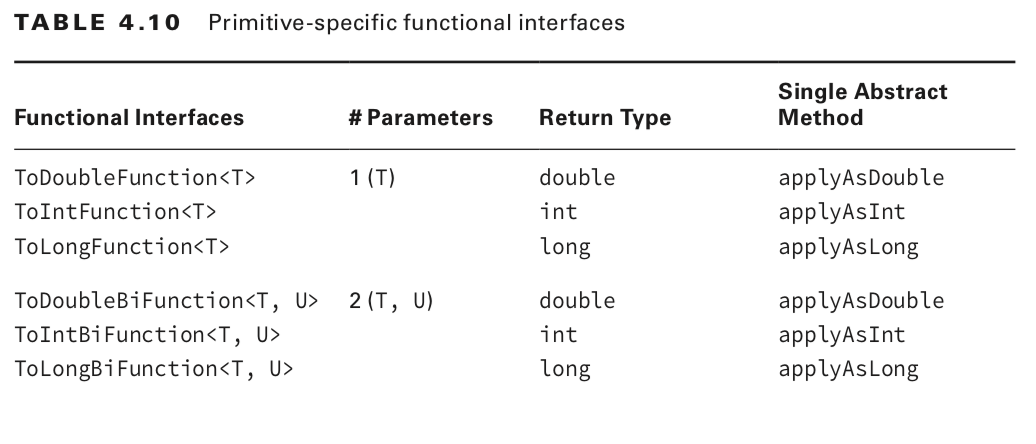 TABLE 4.10 Primitive-specific functional interfaces
Functional Interfaces # Parameters Return Type Single Abstract Method
ToDoubleFunction<T> 1 (T) double applyAsDouble
ToIntFunction<T> int applyAsInt
ToLongFunction<T> long applyAsLong
ToDoubleBiFunction<T, U> 2 (T, U) double applyAsDouble
ToIntBiFunction<T, U> int applyAsInt
ToLongBiFunction<T, U> long applyAsLong